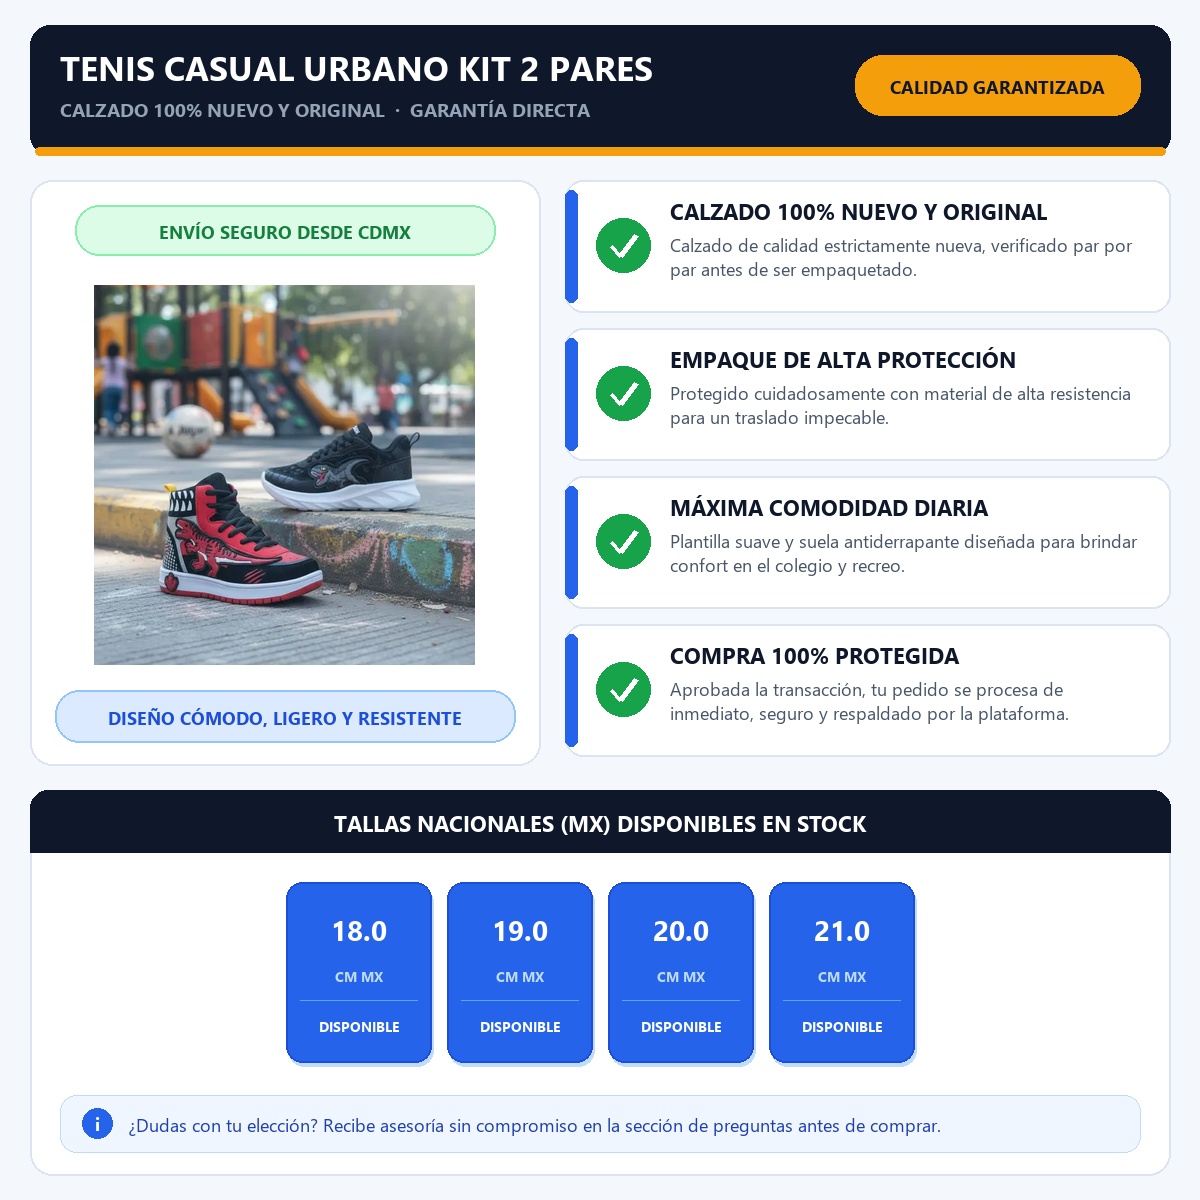 TENIS CASUAL URBANO KIT 2 PARES
CALZADO 100% NUEVO Y ORIGINAL · GARANTÍA DIRECTA
CALIDAD GARANTIZADA
ENVÍO SEGURO DESDE CDMX
DISEÑO CÓMODO, LIGERO Y RESISTENTE
CALZADO 100% NUEVO Y ORIGINAL
Calzado de calidad estrictamente nueva, verificado par por
par antes de ser empaquetado.
EMPAQUE DE ALTA PROTECCIÓN
Protegido cuidadosamente con material de alta resistencia
para un traslado impecable.
MÁXIMA COMODIDAD DIARIA
Plantilla suave y suela antiderrapante diseñada para brindar
confort en el colegio y recreo.
COMPRA 100% PROTEGIDA
Aprobada la transacción, tu pedido se procesa de
inmediato, seguro y respaldado por la plataforma.
TALLAS NACIONALES (MX) DISPONIBLES EN STOCK
18.0
CM MX
DISPONIBLE
19.0
CM MX
DISPONIBLE
20.0
CM MX
DISPONIBLE
21.0
CM MX
DISPONIBLE
¿Dudas con tu elección? Recibe asesoría sin compromiso en la sección de preguntas antes de comprar.